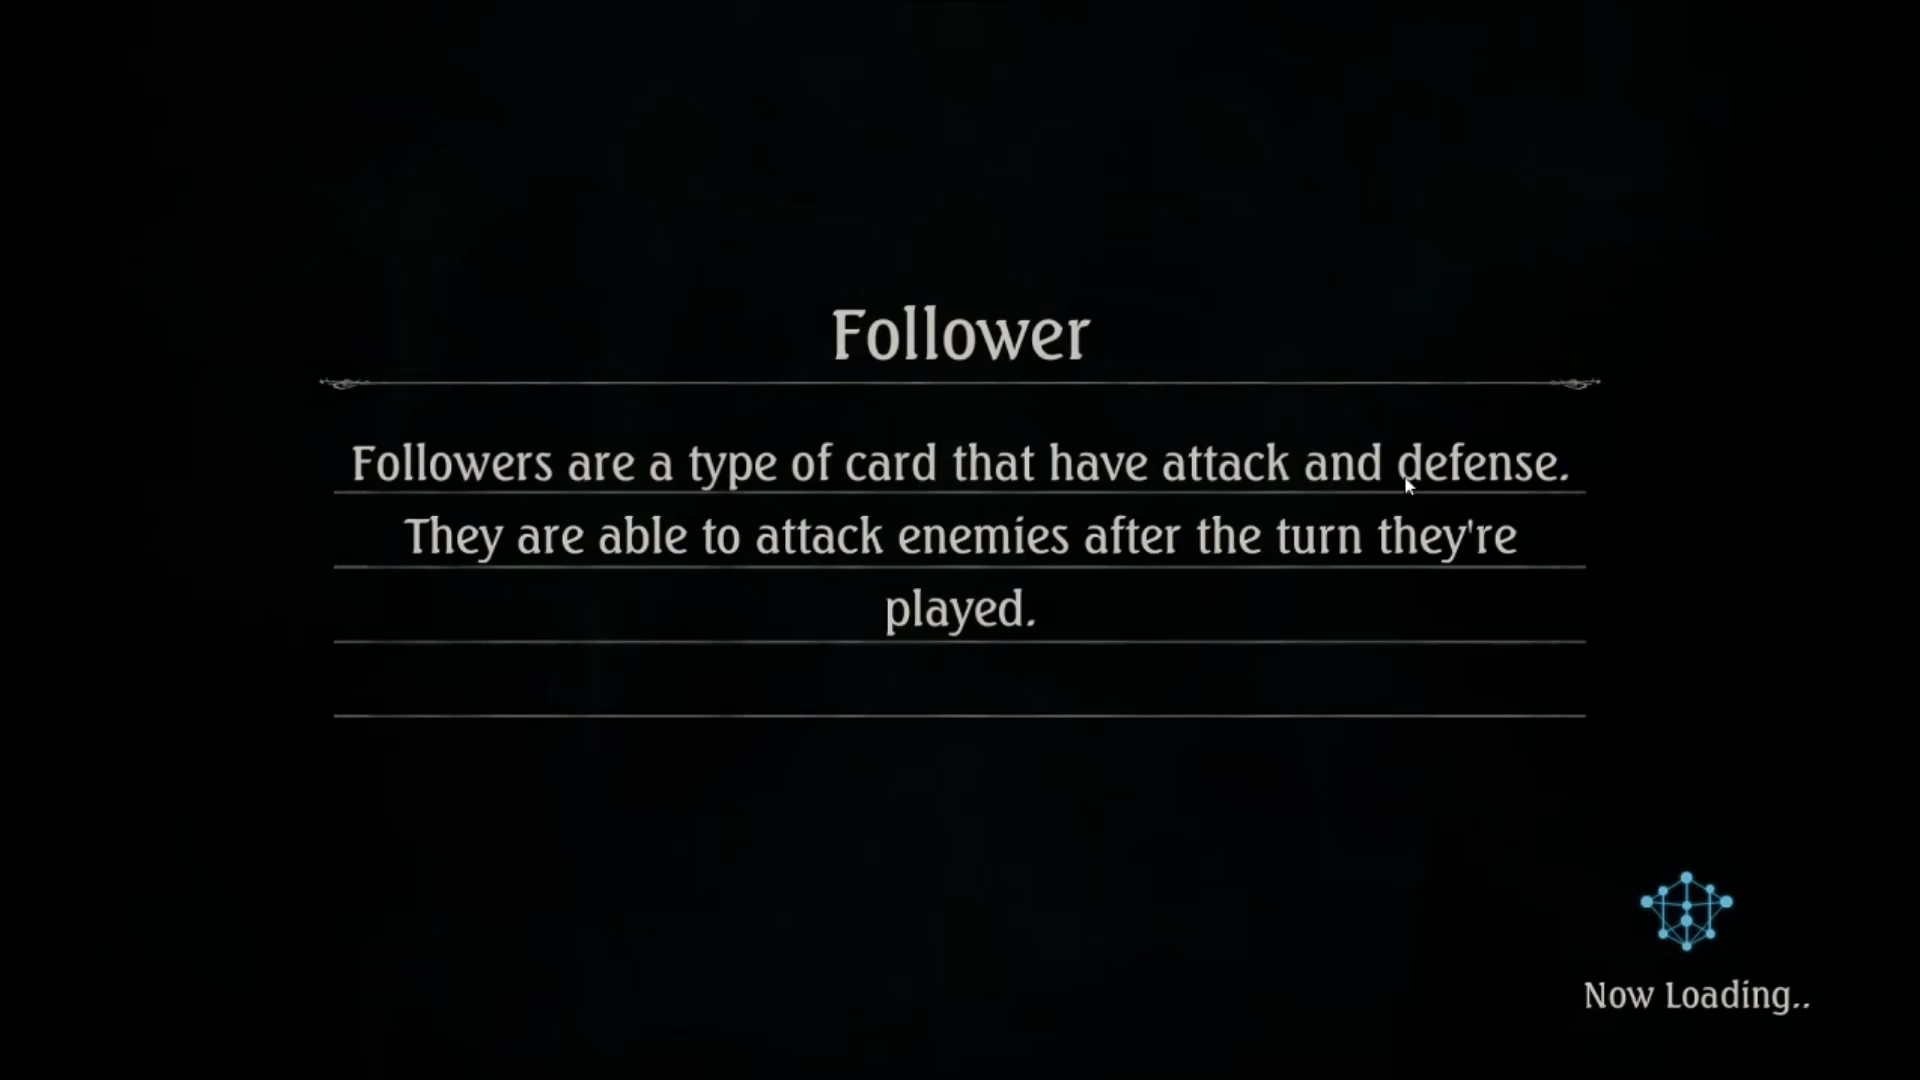 Follower
Followers are a type of card that have attack and defense.
They are able to attack enemies after the turn they're
played.
Now Loading..